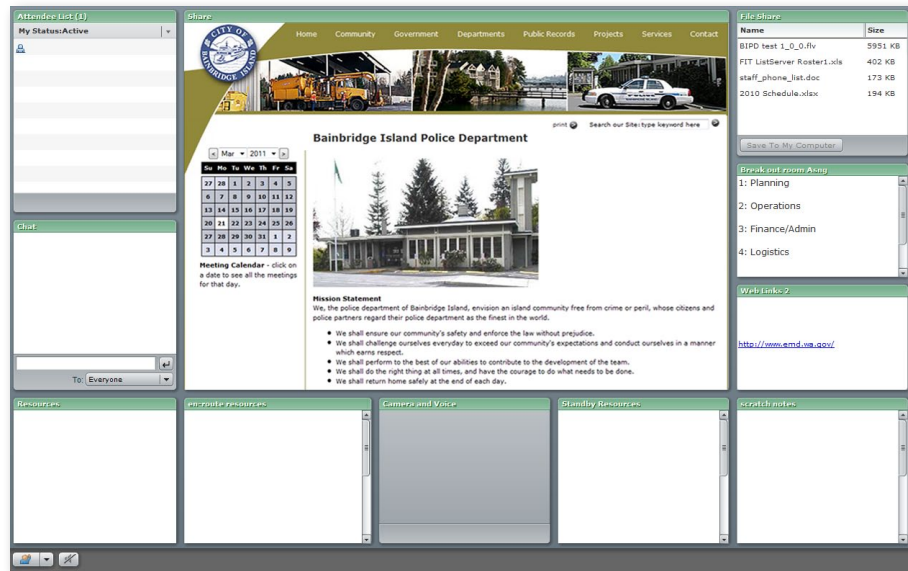 Attendee List (1)
My Status:Active
Chat
To: Everyone
Share
CITY OF
BAINBRIDGE ISLAND
Home Community Government Departments Public Records Projects Services Contact
print Search our Site: type keyword here
Bainbridge Island Police Department
Mar 2011
Su Mo Tu We Th Fr Sa
27 28 1 2 3 4 5
6 7 8 9 10 11 12
13 14 15 16 17 18 19
20 21 22 23 24 25 26
27 28 29 30 31 1 2
3 4 5 6 7 8 9
Meeting Calendar - click on
a date to see all the meetings
for that day.
Mission Statement
We, the police department of Bainbridge Island, envision an island community free from crime or peril, whose citizens and
police partners regard their police department as the finest in the world.
We shall ensure our community's safety and enforce the law without prejudice.
We shall challenge ourselves everyday to exceed our community's expectations and conduct ourselves in a manner
which earns respect.
We shall perform to the best of our abilities to contribute to the development of the team.
We shall do the right thing at all times, and have the courage to do what needs to be done.
We shall return home safely at the end of each day.
File Share
Name Size
BIPD test 1_0_0.flv 5951 KB
FIT ListServer Roster1.xls 402 KB
staff_phone_list.doc 173 KB
2010 Schedule.xlsx 194 KB
Save To My Computer
Break out room Asng
1: Planning
2: Operations
3: Finance/Admin
4: Logistics
Web Links 2
http://www.emd.wa.gov/
Resources
en-route resources
Camera and Voice
Standby Resources
scratch notes